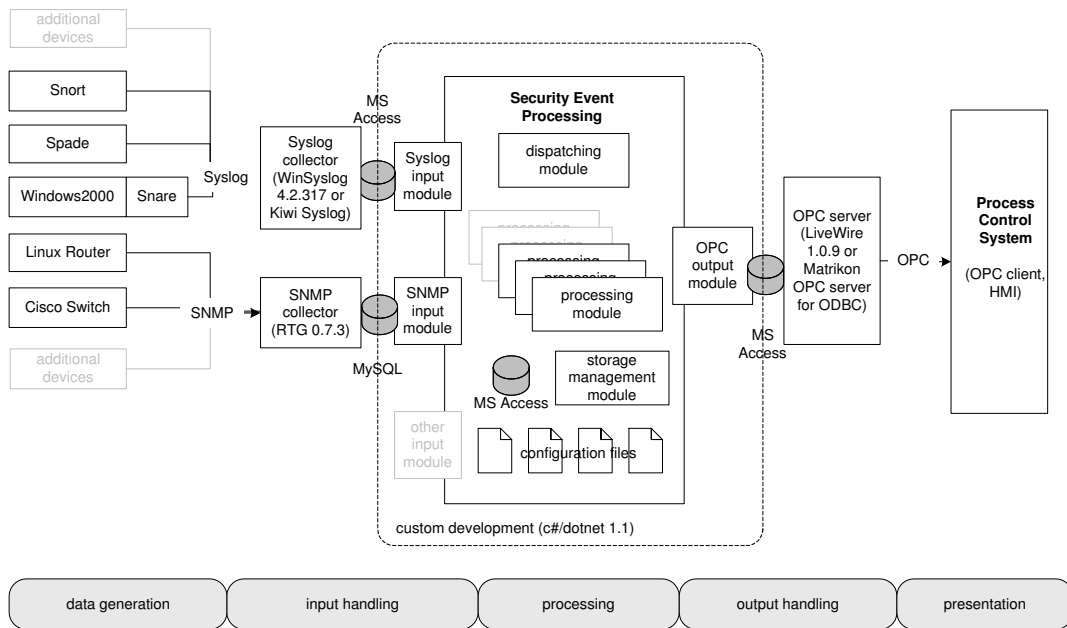 additional
devices
Snort
Spade
Windows2000
Snare
Linux Router
Cisco Switch
additional
devices
Syslog
SNMP
Syslog
collector
(WinSyslog
4.2.317 or
Kiwi Syslog)
SNMP
collector
(RTG 0.7.3)
MS
Access
MySQL
Syslog
input
module
SNMP
input
module
other
input
module
Security Event
Processing
dispatching
module
processing
processing
processing
processing
processing
module
MS Access
storage
management
module
configuration files
custom development (c#/dotnet 1.1)
OPC
output
module
MS
Access
OPC server
(LiveWire
1.0.9 or
Matrikon
OPC server
for ODBC)
OPC
Process
Control
System
(OPC client,
HMI)
data generation
input handling
processing
output handling
presentation